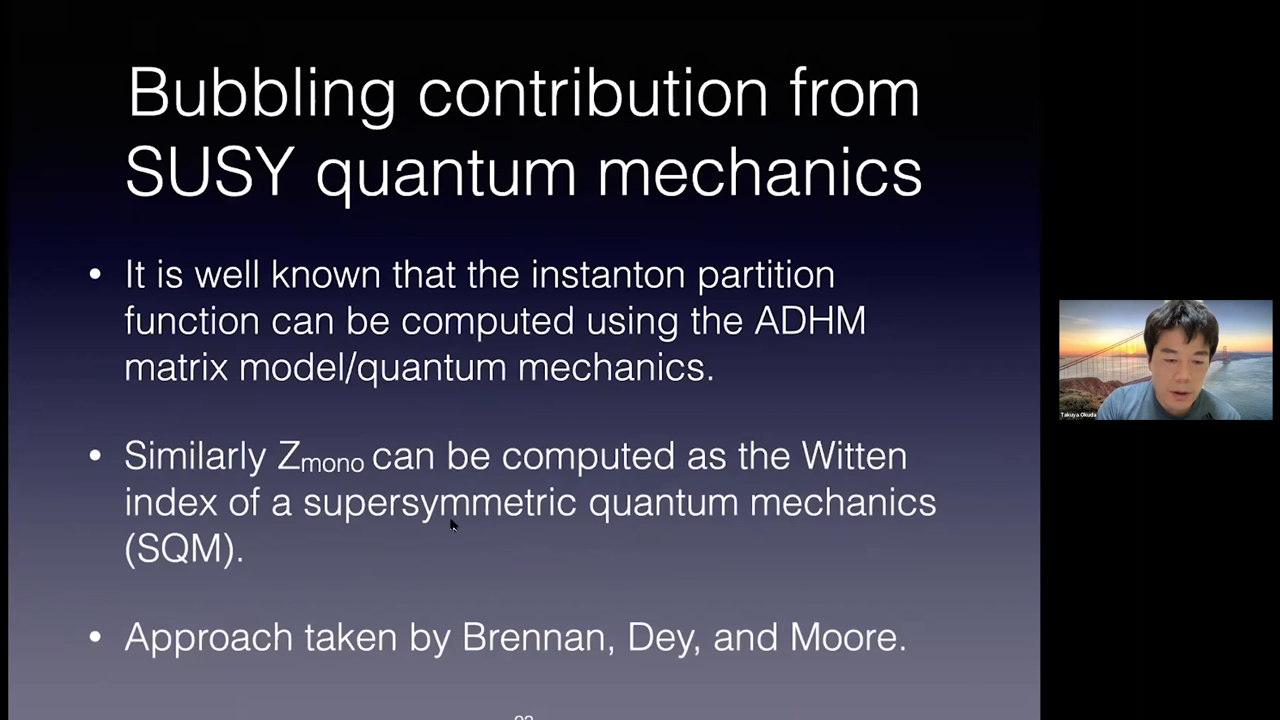 Bubbling contribution from
SUSY quantum mechanics
• It is well known that the instanton partition
function can be computed using the ADHM
matrix model/quantum mechanics.
• Similarly Zmono can be computed as the Witten
index of a supersymmetric quantum mechanics
(SQM).
• Approach taken by Brennan, Dey, and Moore.
Takuya Okuda